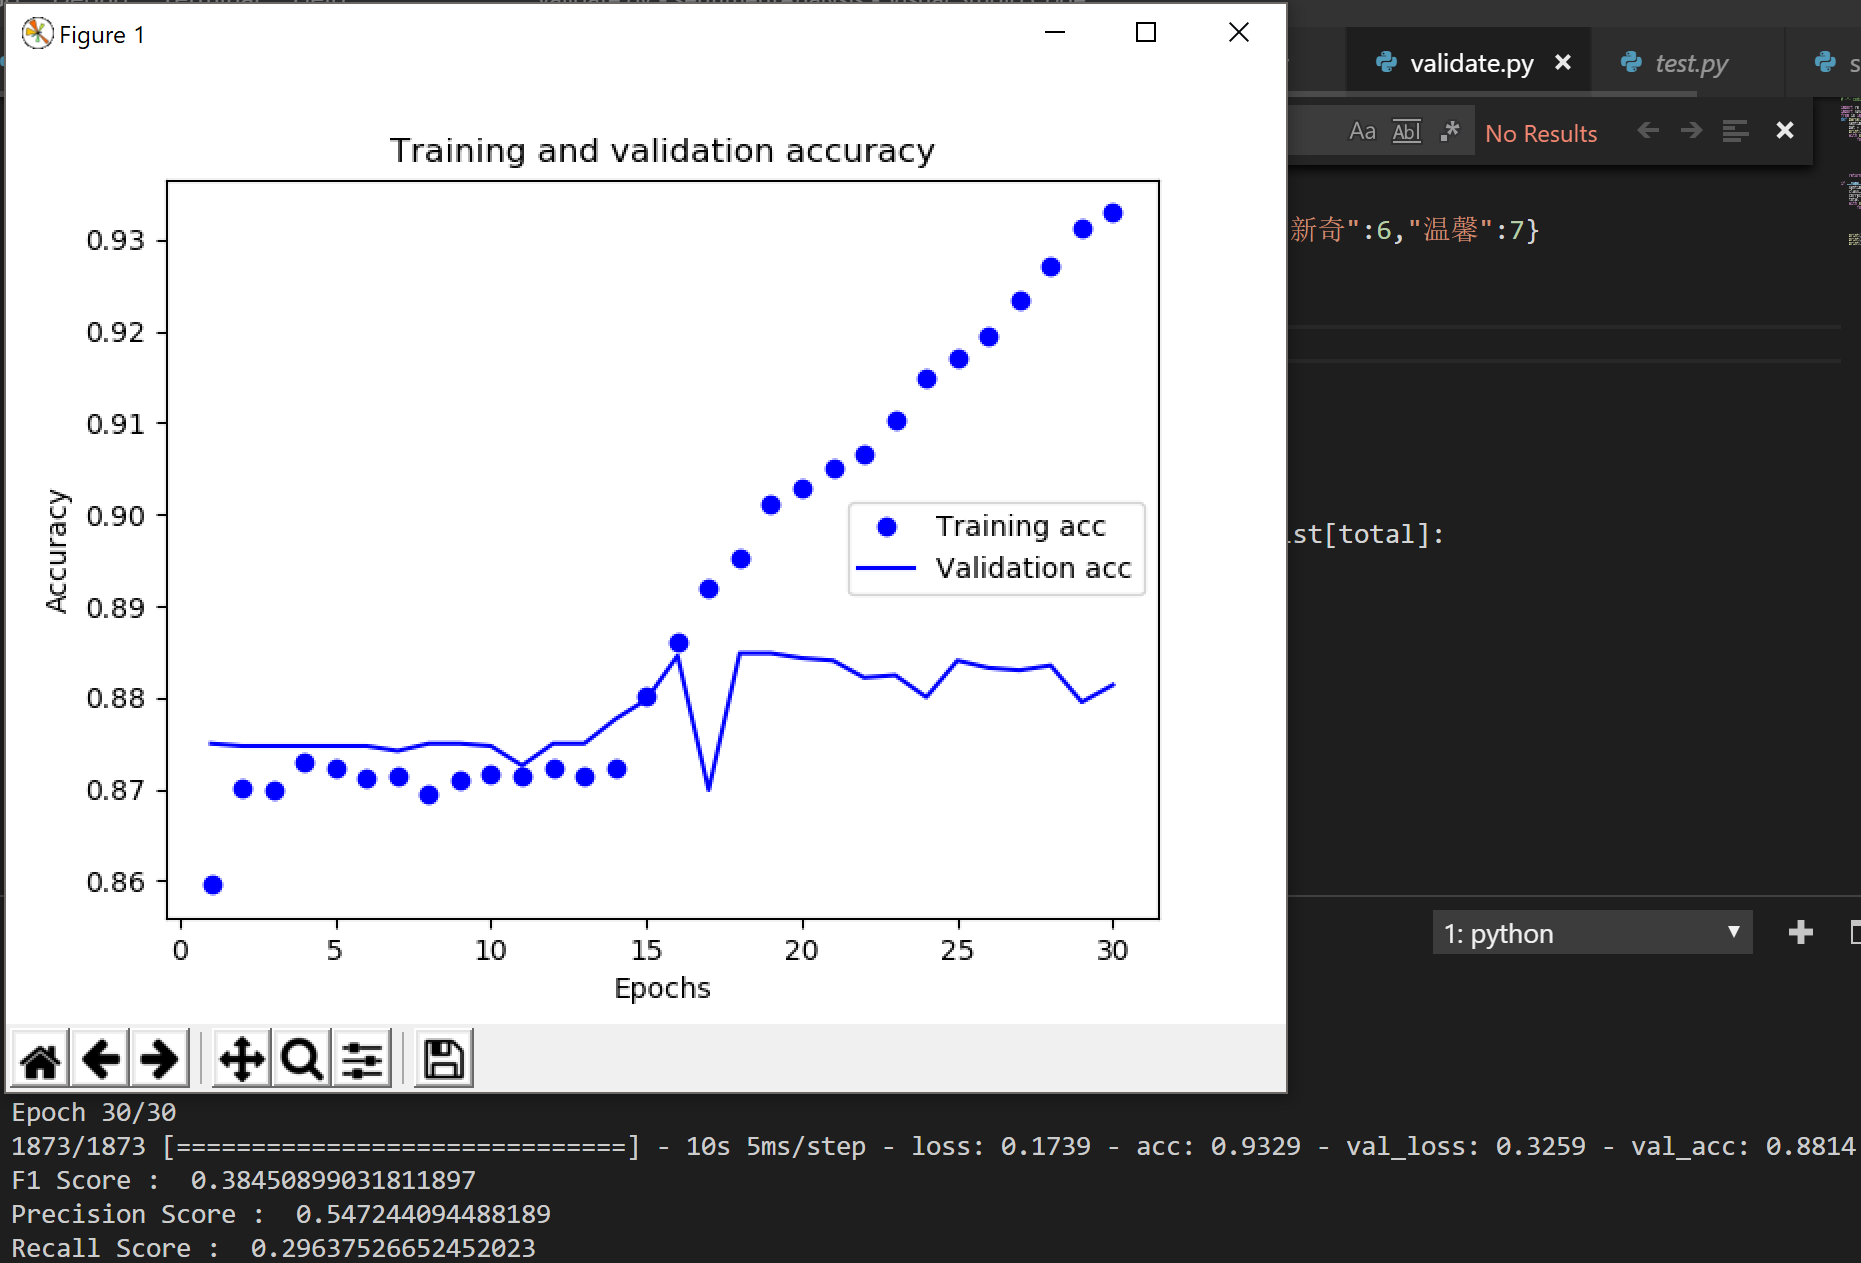 Figure 1
validate.py
test.py
s
Aa
Abl
.*
No Results
新奇":6,"温馨":7}
st[total]:
Training and validation accuracy
0.93
0.92
0.91
0.90
0.89
0.88
0.87
0.86
Accuracy
Training acc
Validation acc
0 5 10 15 20 25 30
Epochs
1: python
Epoch 30/30
1873/1873 [==============================] - 10s 5ms/step - loss: 0.1739 - acc: 0.9329 - val_loss: 0.3259 - val_acc: 0.8814
F1 Score :  0.38450899031811897
Precision Score :  0.547244094488189
Recall Score :  0.29637526652452023